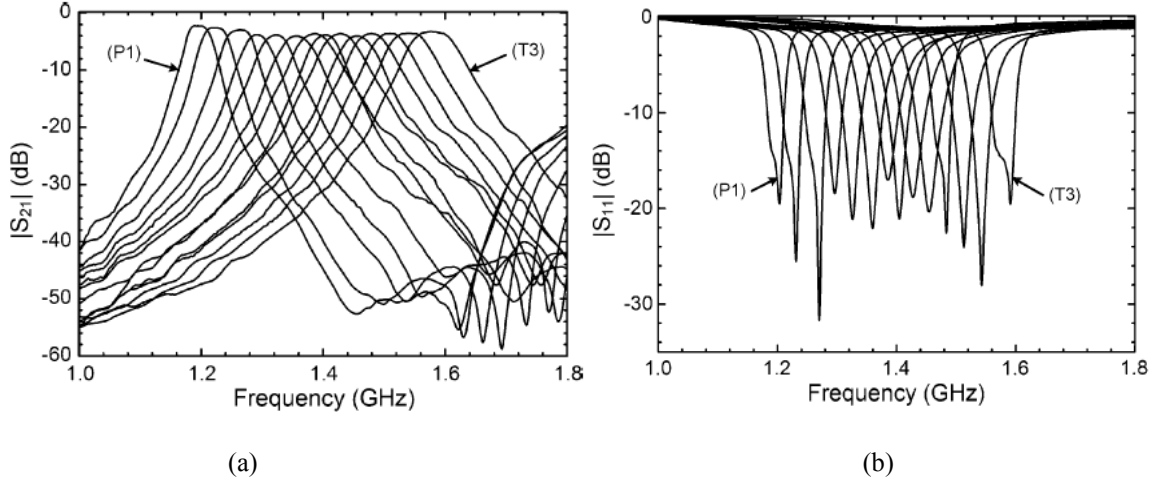 0
-10
-20
-30
-40
-50
-60
|S21| (dB)
(P1)
(T3)
1.0
1.2
1.4
1.6
1.8
Frequency (GHz)
(a)
0
-10
-20
-30
|S11| (dB)
(P1)
(T3)
1.0
1.2
1.4
1.6
1.8
Frequency (GHz)
(b)